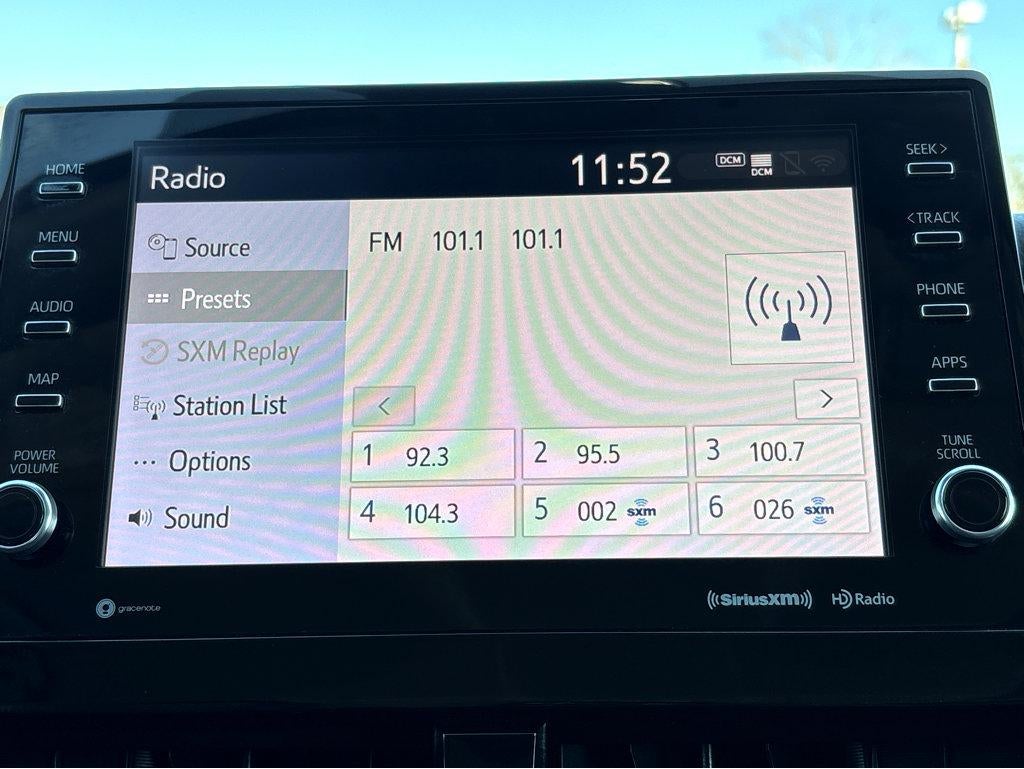 HOME
MENU
AUDIO
MAP
POWER
VOLUME
Radio
11:52
DCM
DCM
Source
Presets
SXM Replay
Station List
Options
Sound
FM 101.1 101.1
<
>
1 92.3
2 95.5
3 100.7
4 104.3
5 002 sxm
6 026 sxm
SEEK >
< TRACK
PHONE
APPS
TUNE
SCROLL
gracenote
((SiriusXM))
HD Radio